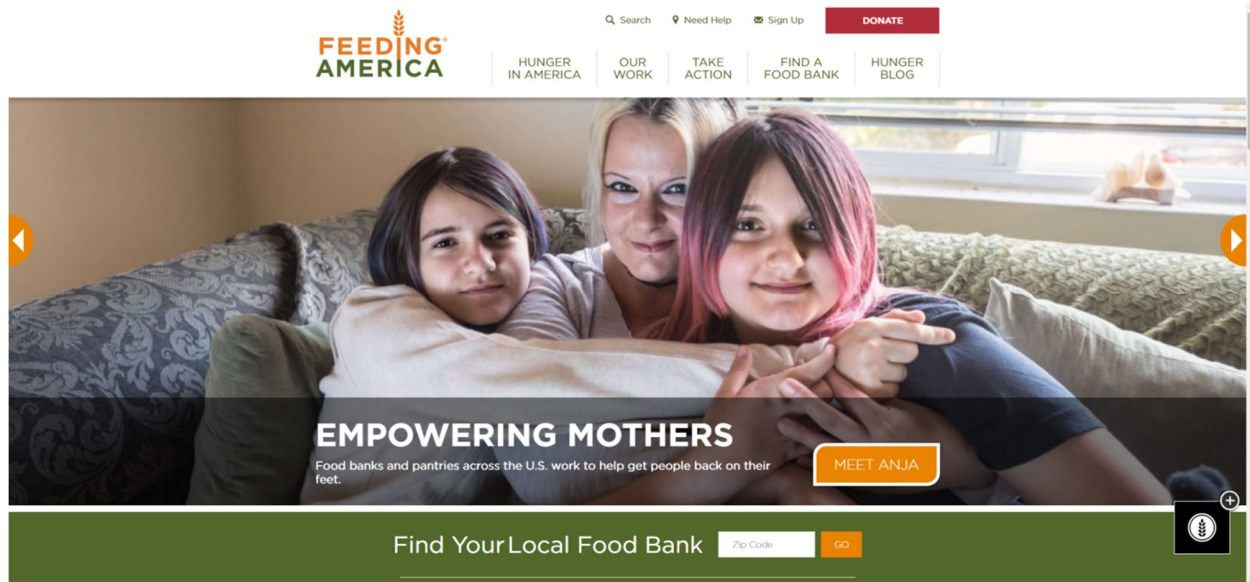 FEEDING®
AMERICA
Search
Need Help
Sign Up
DONATE
HUNGER
IN AMERICA
OUR
WORK
TAKE
ACTION
FIND A
FOOD BANK
HUNGER
BLOG
EMPOWERING MOTHERS
Food banks and pantries across the U.S. work to help get people back on their
feet.
MEET ANJA
Find Your Local Food Bank
Zip Code
GO